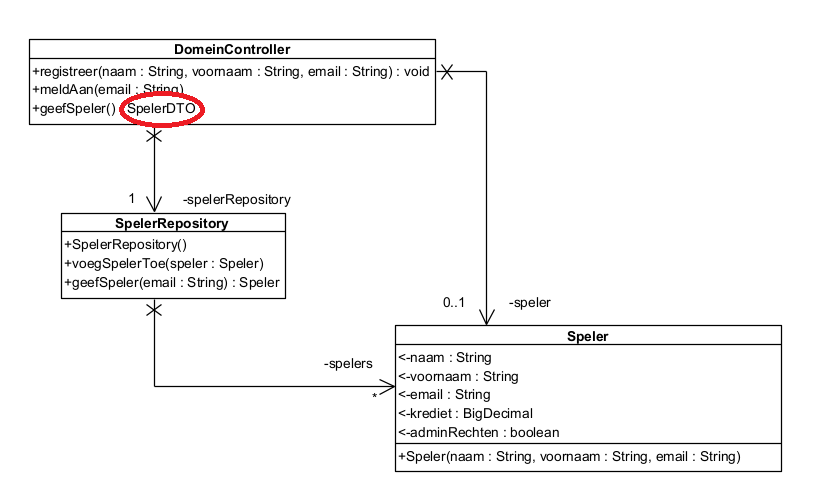 DomeinController
+registreer(naam : String, voornaam : String, email : String) : void
+meldAan(email : String)
+geefSpeler() SpelerDTO
1
-spelerRepository
SpelerRepository
+SpelerRepository()
+voegSpelerToe(speler : Speler)
+geefSpeler(email : String) : Speler
0..1
-speler
-spelers
*
Speler
<-naam : String
<-voornaam : String
<-email : String
<-krediet : BigDecimal
<-adminRechten : boolean
+Speler(naam : String, voornaam : String, email : String)